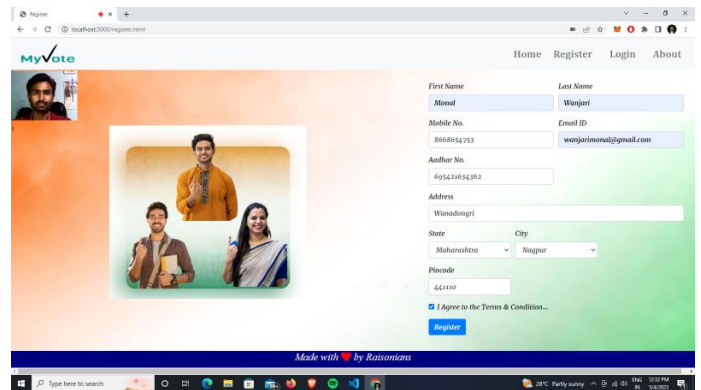 Register
localhost:3000/register.html
MyVote
Home Register Login About
First Name Last Name
Monal Wanjari
Mobile No. Email ID
8668654753 wanjarimonal@gmail.com
Aadhar No.
695421634362
Address
Wanadongri
State City
Maharashtra Nagpur
Pincode
441110
I Agree to the Terms & Condition...
Register
Made with ❤ by Raisonians
Type here to search
28°C Partly sunny
ENG 12:32 PM
IN 5/4/2023